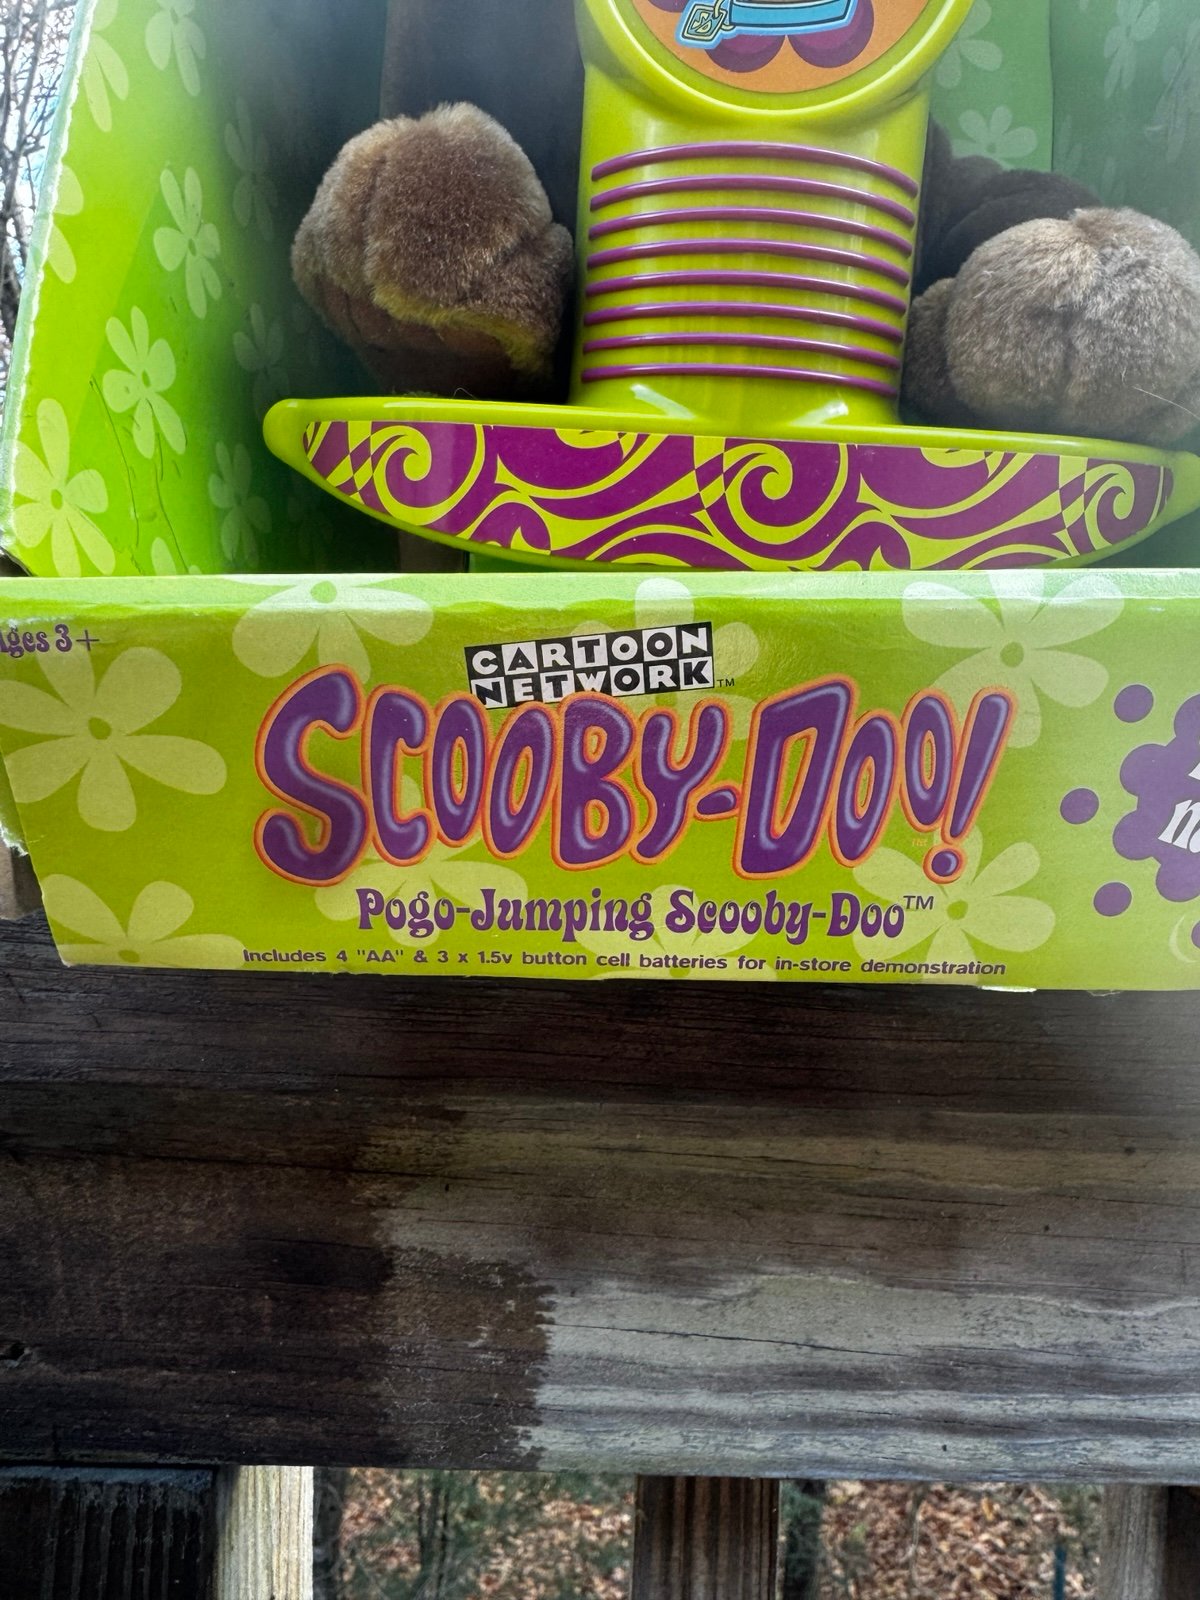 Ages 3+
CARTOON
NETWORK™
SCOOBY-DOO!
Pogo-Jumping Scooby-Doo™
Includes 4 "AA" & 3 x 1.5v button cell batteries for in-store demonstration